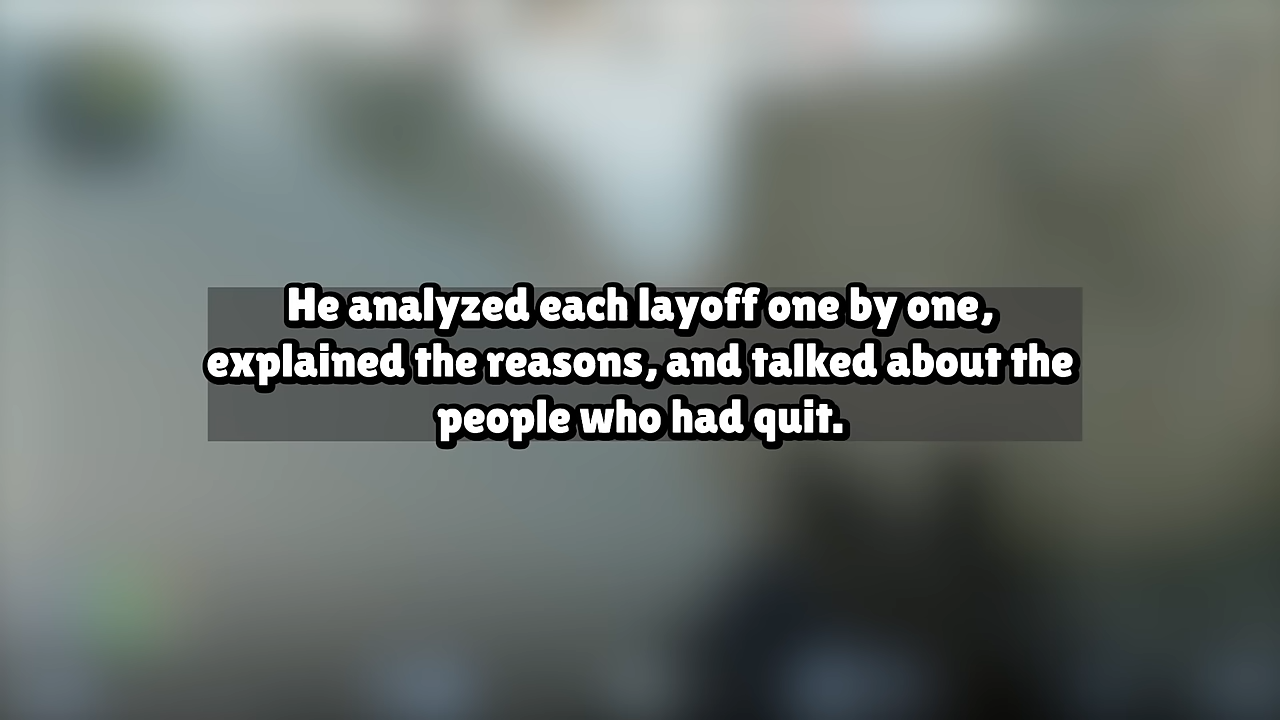 He analyzed each layoff one by one,
explained the reasons, and talked about the
people who had quit.